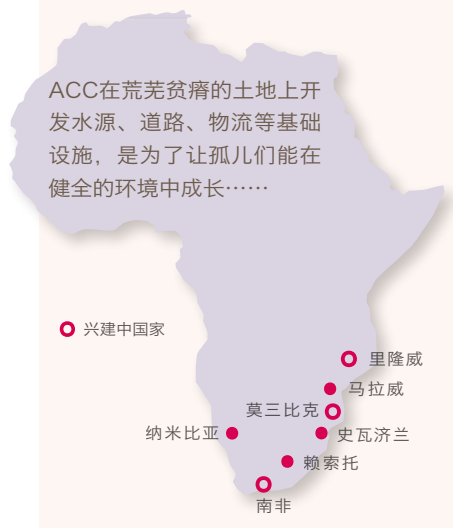 ACC在荒芜贫瘠的土地上开
发水源、道路、物流等基础
设施，是为了让孤儿们能在
健全的环境中成长……
兴建中国家
里隆威
马拉威
莫三比克
纳米比亚
史瓦济兰
赖索托
南非